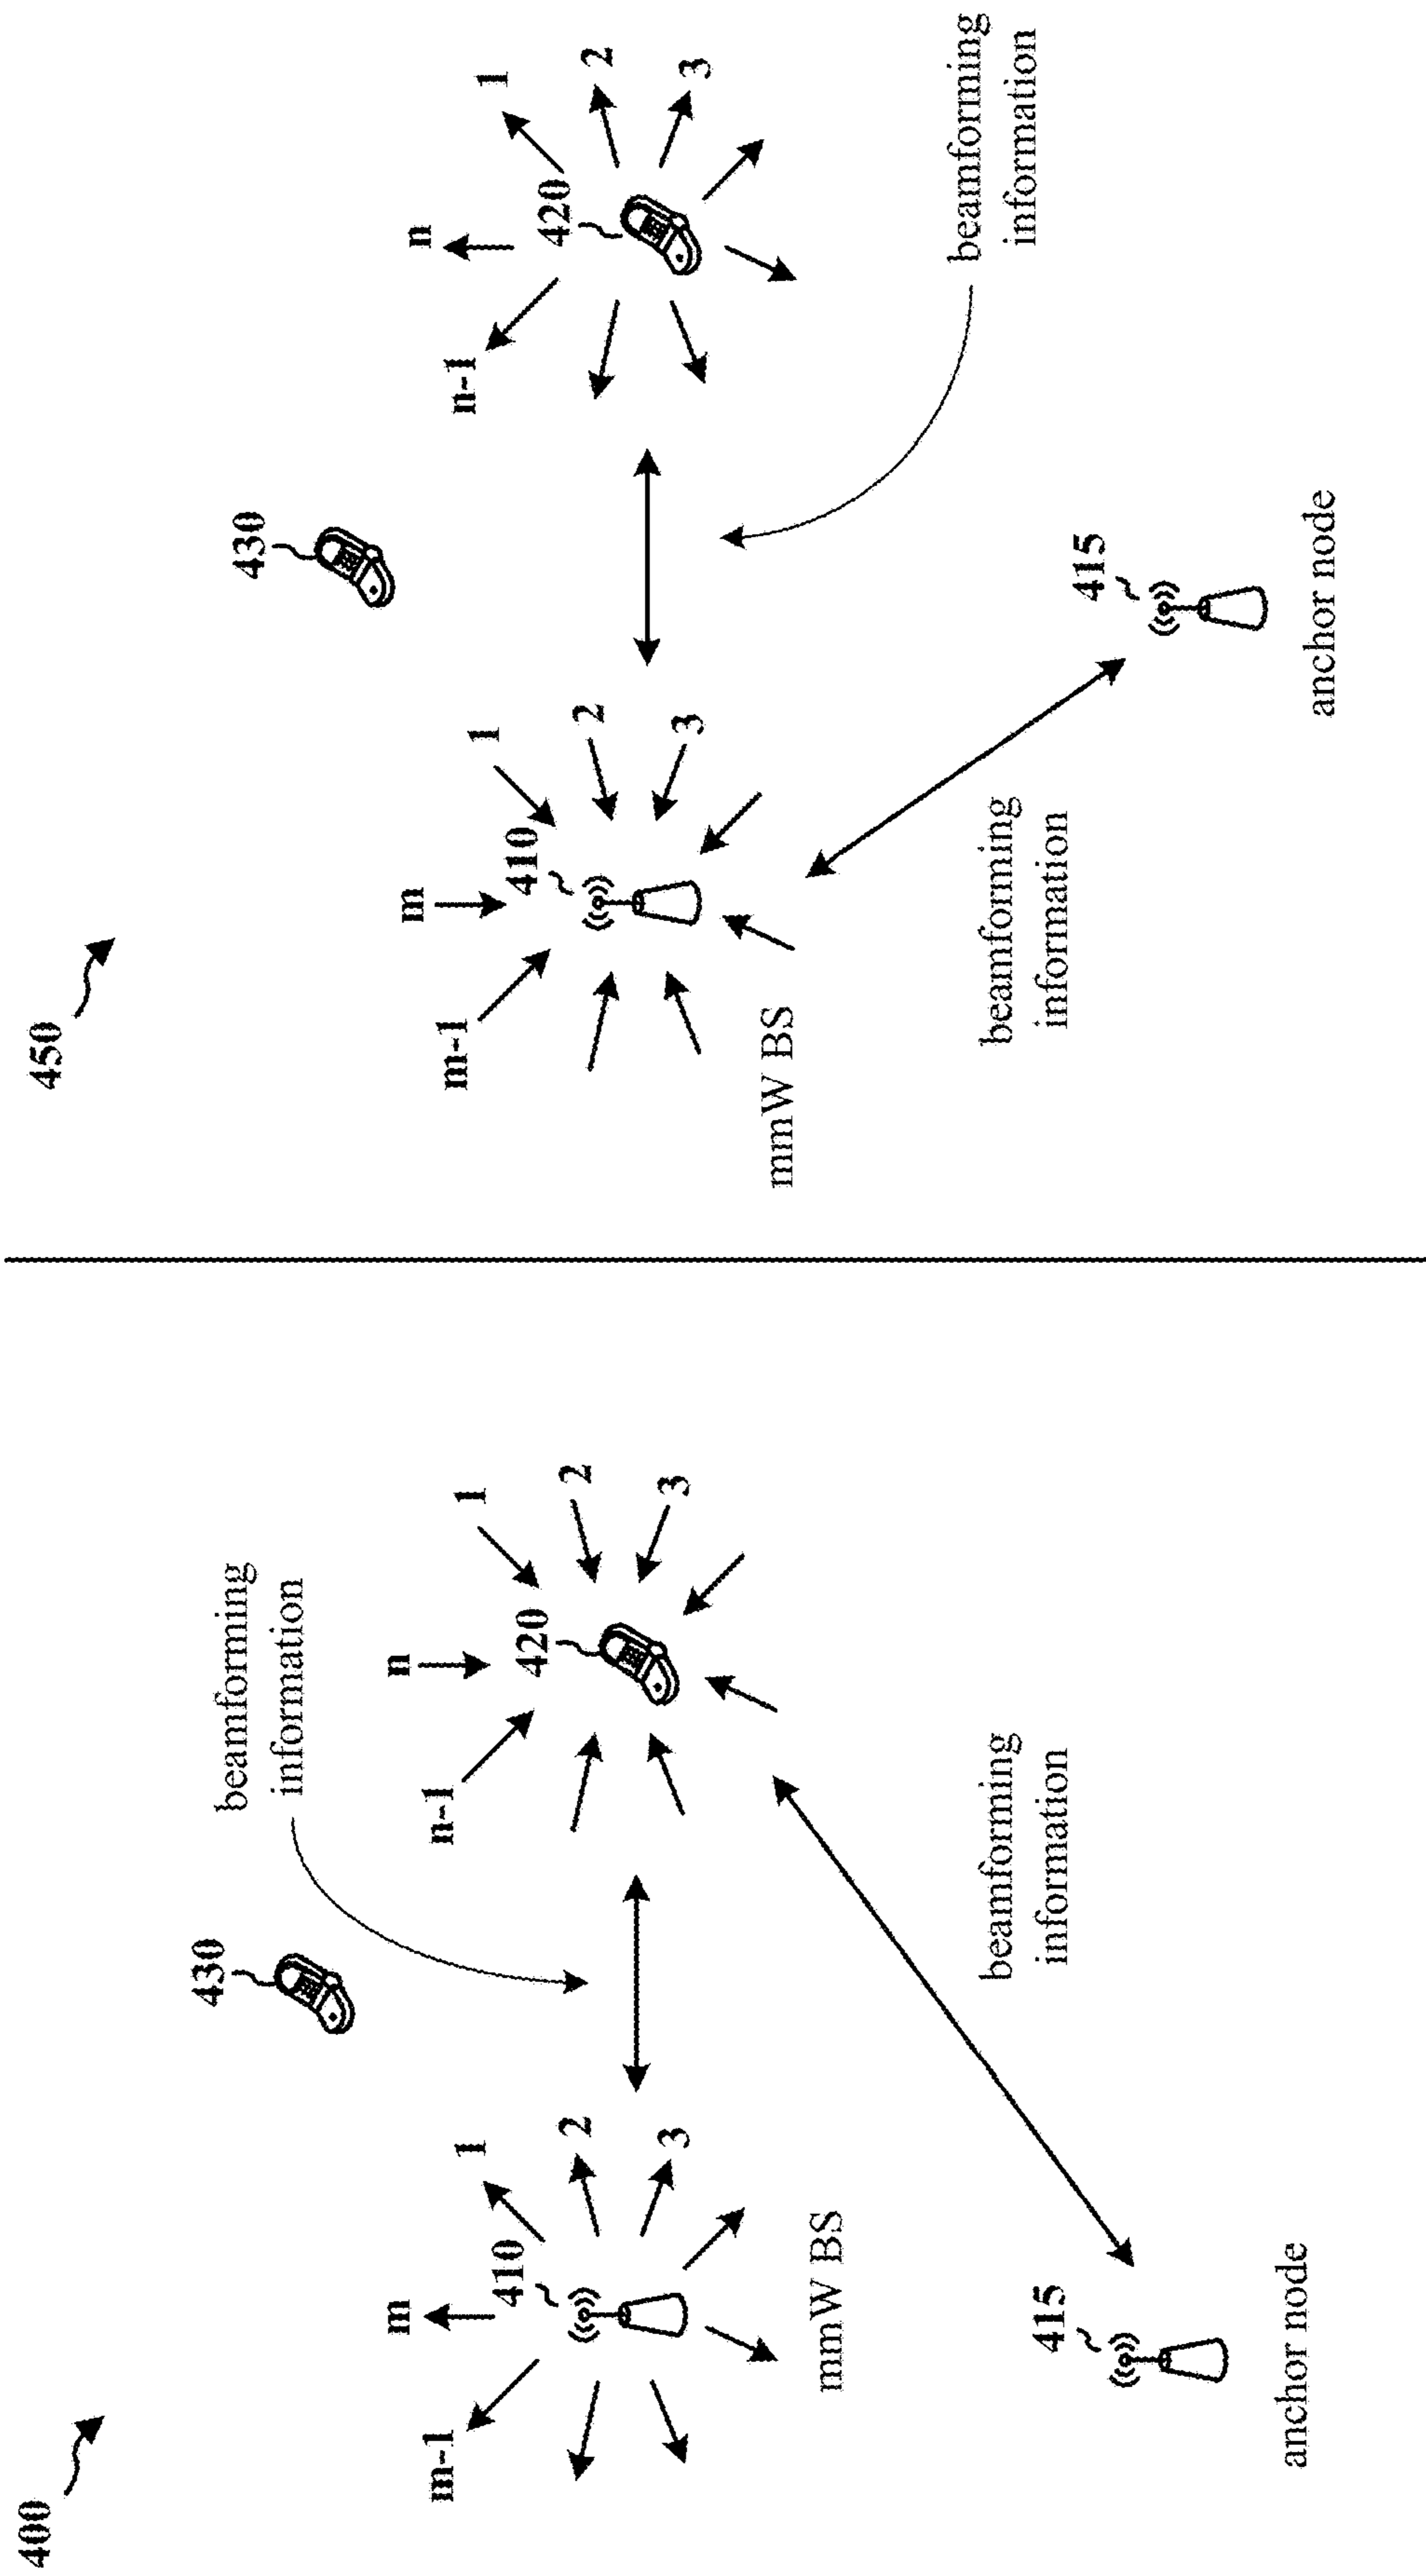 400
430
beamforming
information
m
m-1
1
2
3
410
mmW BS
n
n-1
1
2
3
420
beamforming
information
415
anchor node
450
430
m
m-1
1
2
3
410
mmW BS
n
n-1
1
2
3
420
beamforming
information
beamforming
information
415
anchor node